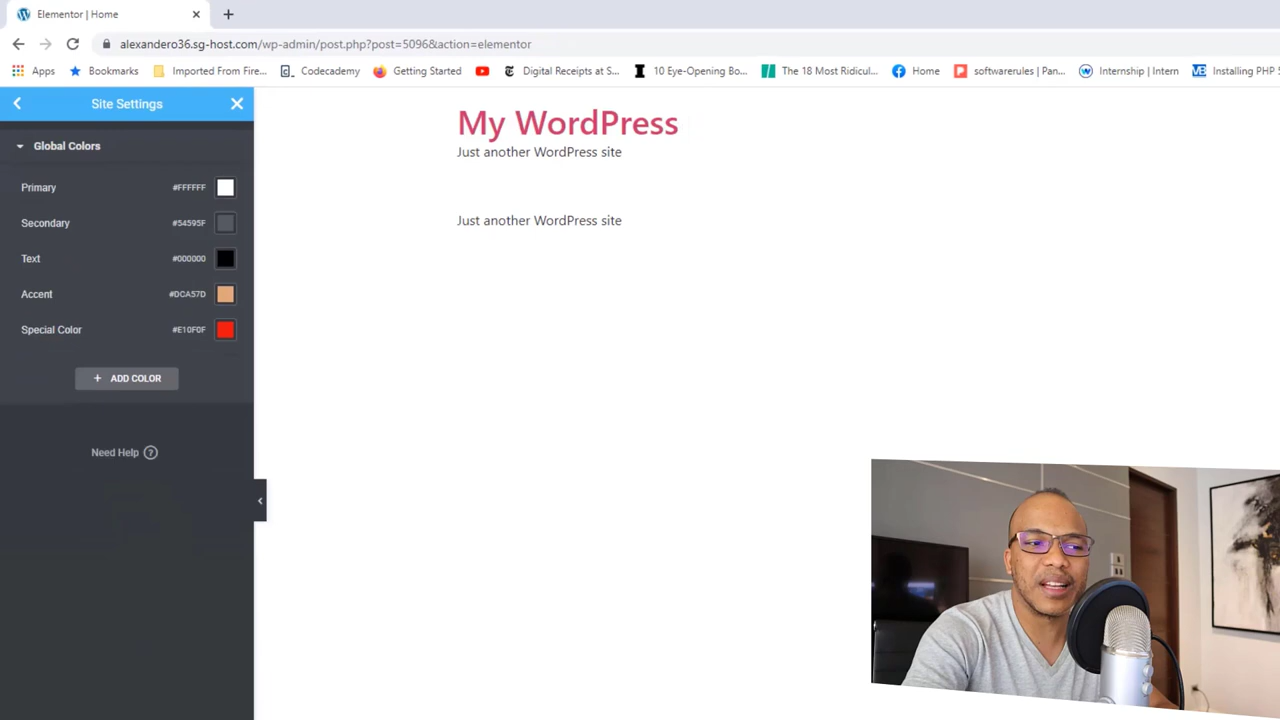 Elementor | Home
alexandero36.sg-host.com/wp-admin/post.php?post=5096&action=elementor
Apps
Bookmarks
Imported From Fire...
Codecademy
Getting Started
Digital Receipts at S...
10 Eye-Opening Bo...
The 18 Most Ridicul...
Home
softwarerules | Pan...
Internship | Intern
Installing PHP 5
Site Settings
Global Colors
Primary #FFFFFF
Secondary #54595F
Text #000000
Accent #DCA57D
Special Color #E10F0F
+ ADD COLOR
Need Help ?
My WordPress
Just another WordPress site
Just another WordPress site